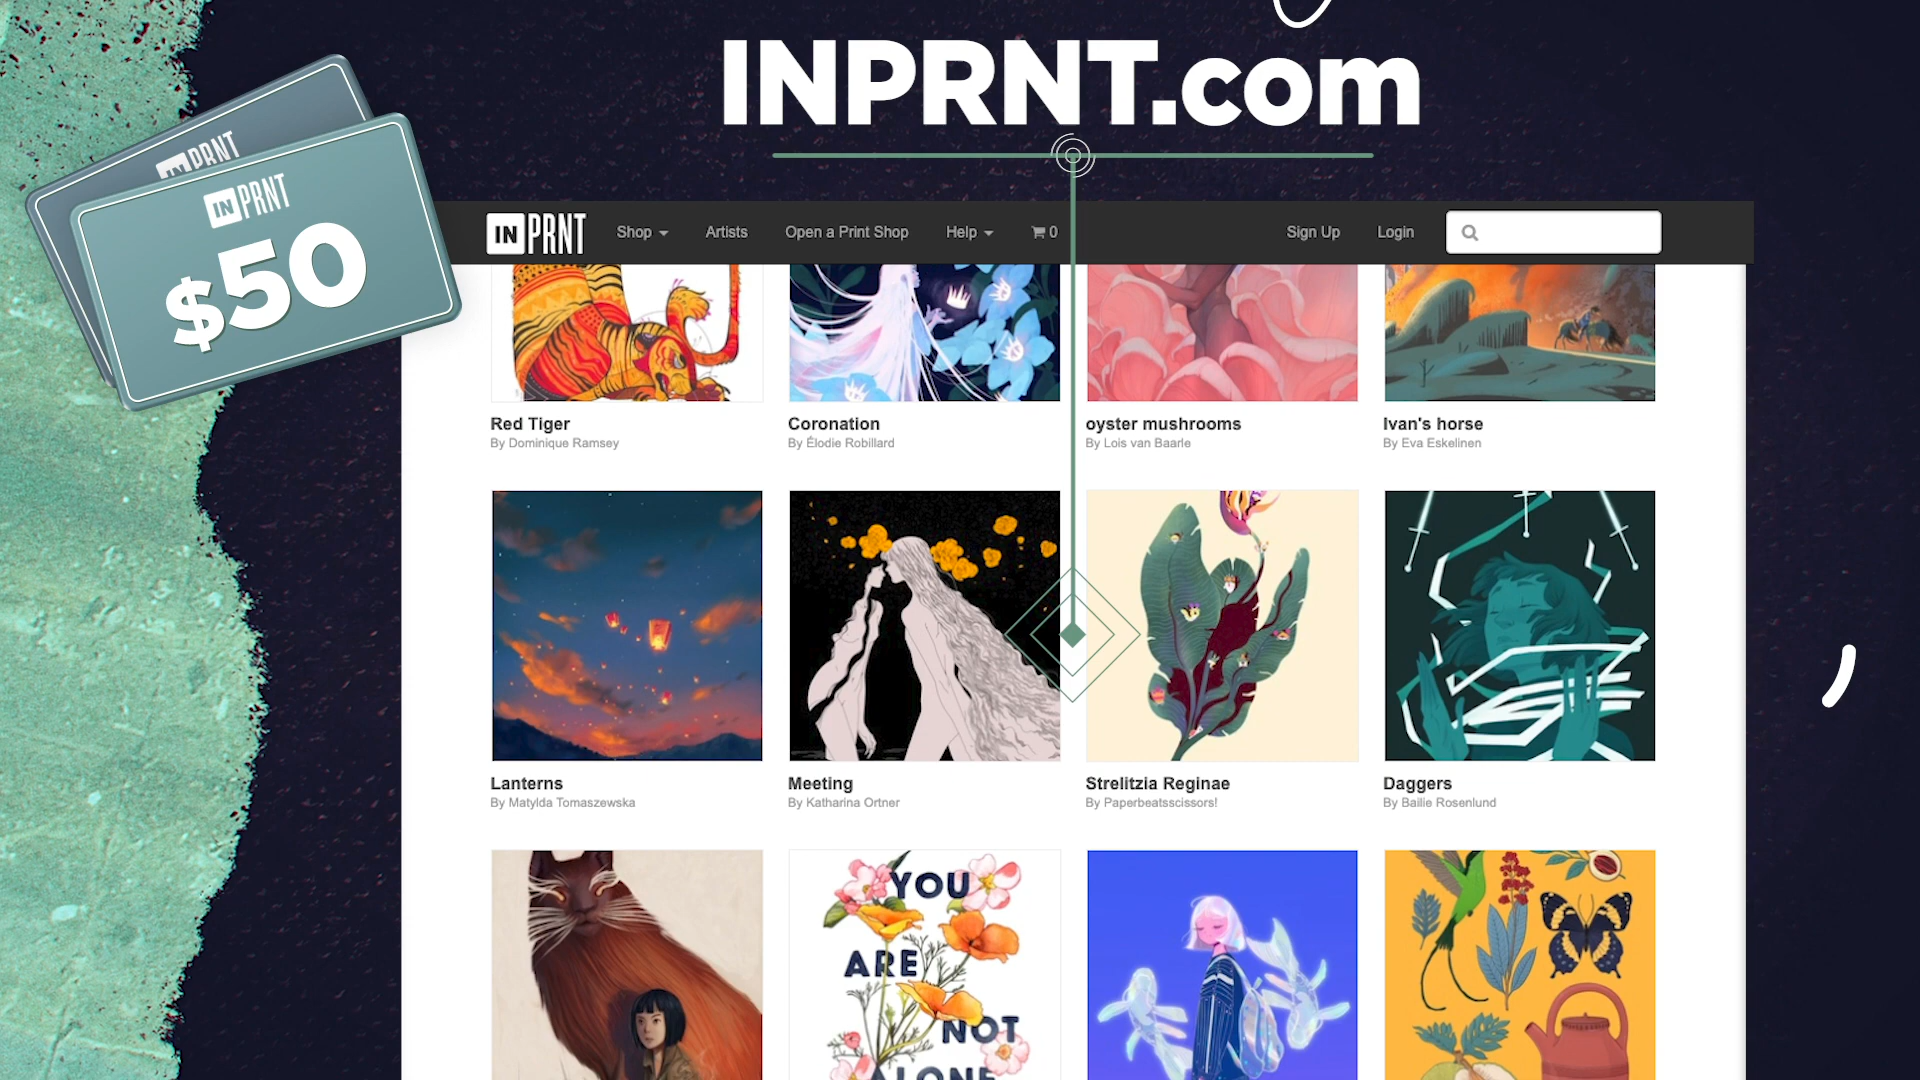 INPRNT.com
IN PRNT
IN PRNT
$50
IN PRNT
Shop
Artists
Open a Print Shop
Help
0
Sign Up
Login
Red Tiger
By Dominique Ramsey
Coronation
By Élodie Robillard
oyster mushrooms
By Lois van Baarle
Ivan's horse
By Eva Eskelinen
Lanterns
By Matylda Tomaszewska
Meeting
By Katharina Ortner
Strelitzia Reginae
By Paperbeatsscissors!
Daggers
By Bailie Rosenlund
YOU
ARE
NOT
ALONE